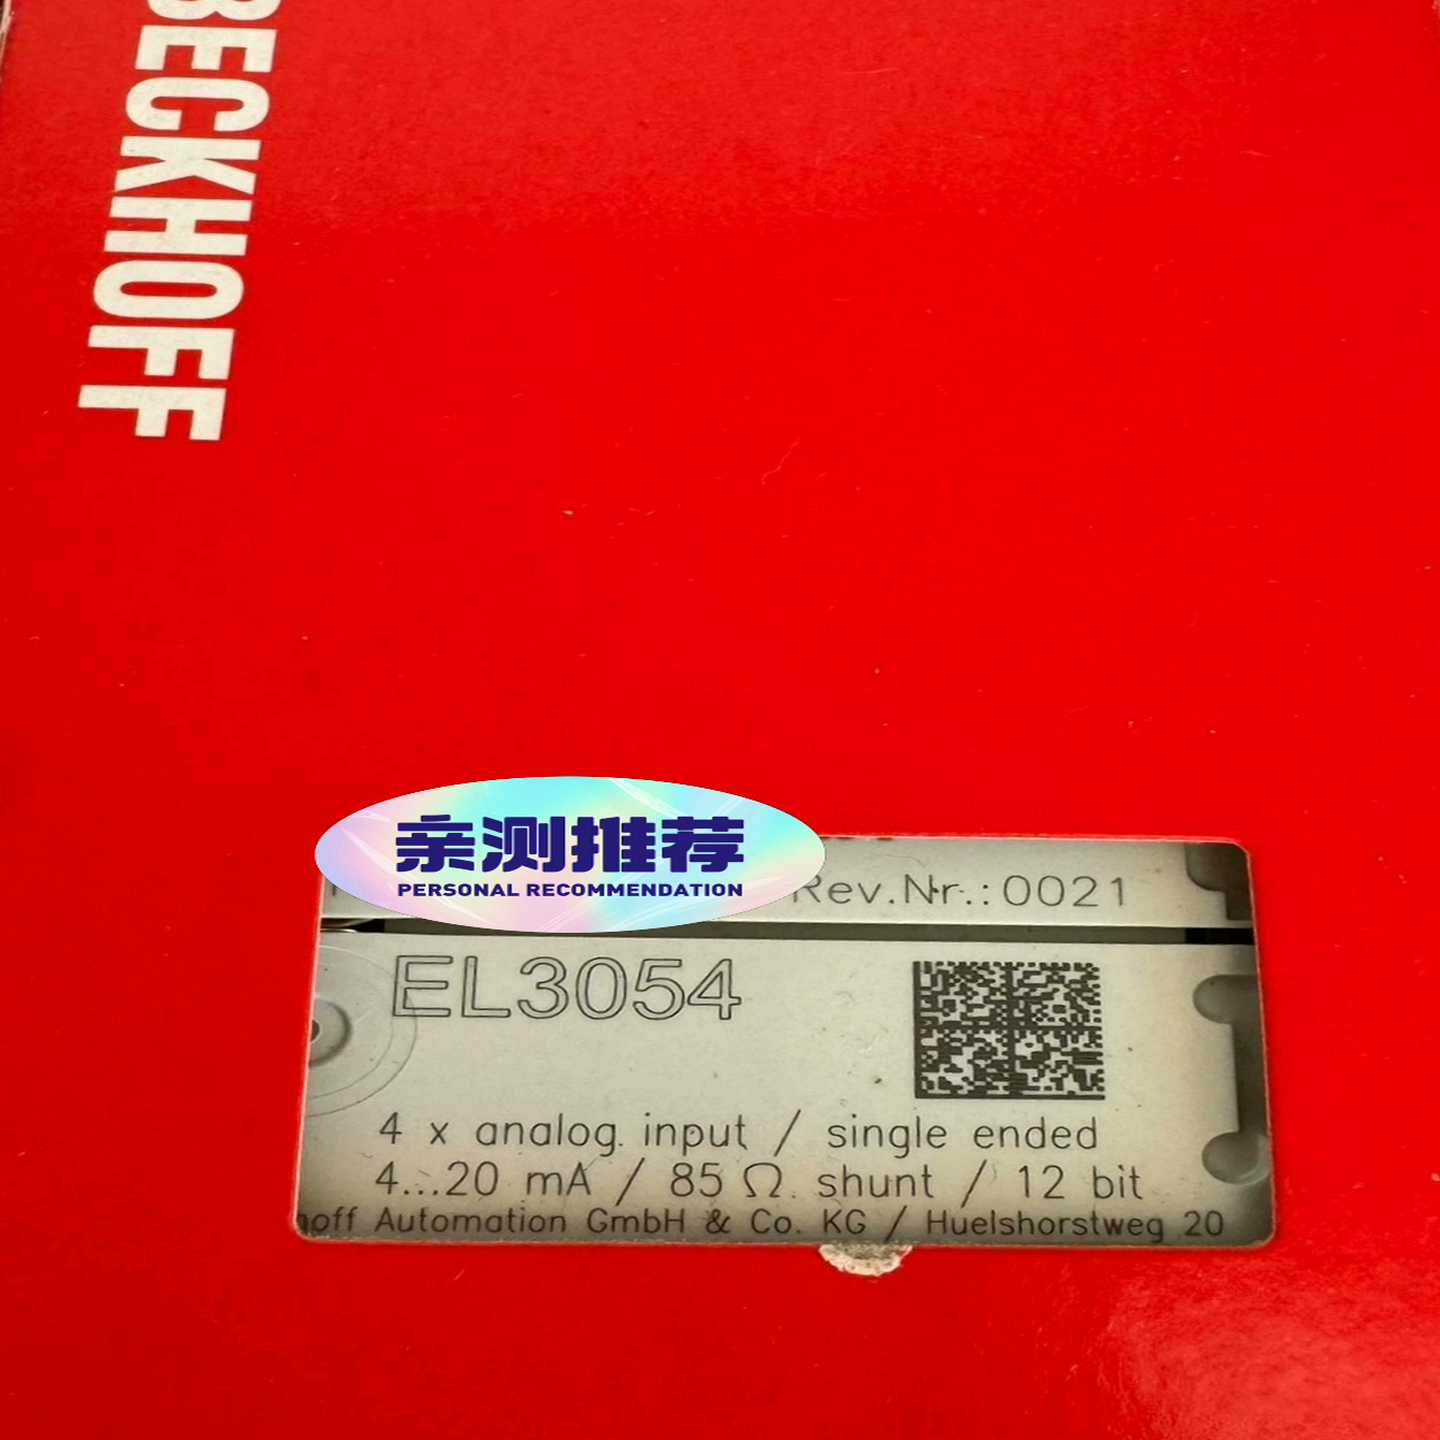 BECKHOFF
亲测推荐
PERSONAL RECOMMENDATION
Rev.Nr.:0021
EL3054
4 x analog input / single ended
4...20 mA / 85 Ω shunt / 12 bit
hoff Automation GmbH & Co. KG / Huelshorstweg 20